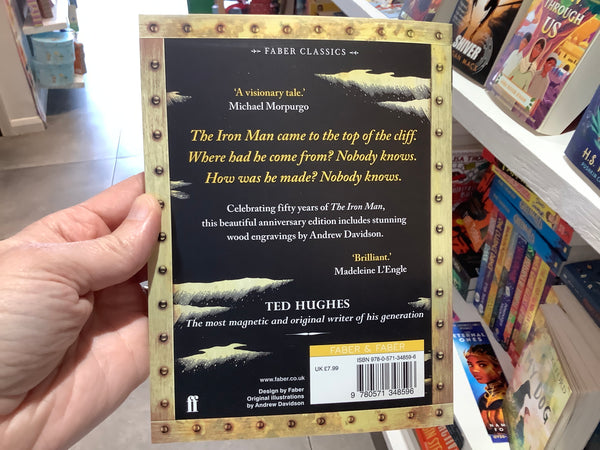 FABER CLASSICS
‘A visionary tale.’
Michael Morpurgo
The Iron Man came to the top of the cliff.
Where had he come from? Nobody knows.
How was he made? Nobody knows.
Celebrating fifty years of The Iron Man,
this beautiful anniversary edition includes stunning
wood engravings by Andrew Davidson.
‘Brilliant.’
Madeleine L’Engle
TED HUGHES
The most magnetic and original writer of his generation
FABER & FABER
UK £7.99
ISBN 978-0-571-34859-6
9 780571 348596
www.faber.co.uk
Design by Faber
Original illustrations
by Andrew Davidson
ff
SHIVER
THROUGH
US